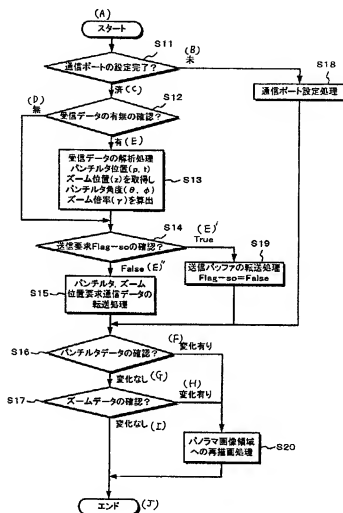 (A)
スタート
S11
通信ポートの設定完了?
(B)
未
S18
通信ポート設定処理
済(C)
(D)
無
S12
受信データの有無の確認?
有(E)
受信データの解析処理
パンチルタ位置(p, t)
ズーム位置(z)を取得し
パンチルタ角度(θ, φ)
ズーム倍率(γ)を算出
S13
S14
送信要求Flag-soの確認?
(E)'
True
S19
送信バッファの転送処理
Flag-so=False
False(E)"
S15
パンチルタ、ズーム
位置要求通信データの
転送処理
S16
パンチルタデータの確認?
(F)
変化有り
変化なし(G)
S17
ズームデータの確認?
(H)
変化有り
変化なし(I)
パノラマ画像領域
への再描画処理
S20
エンド
(J)